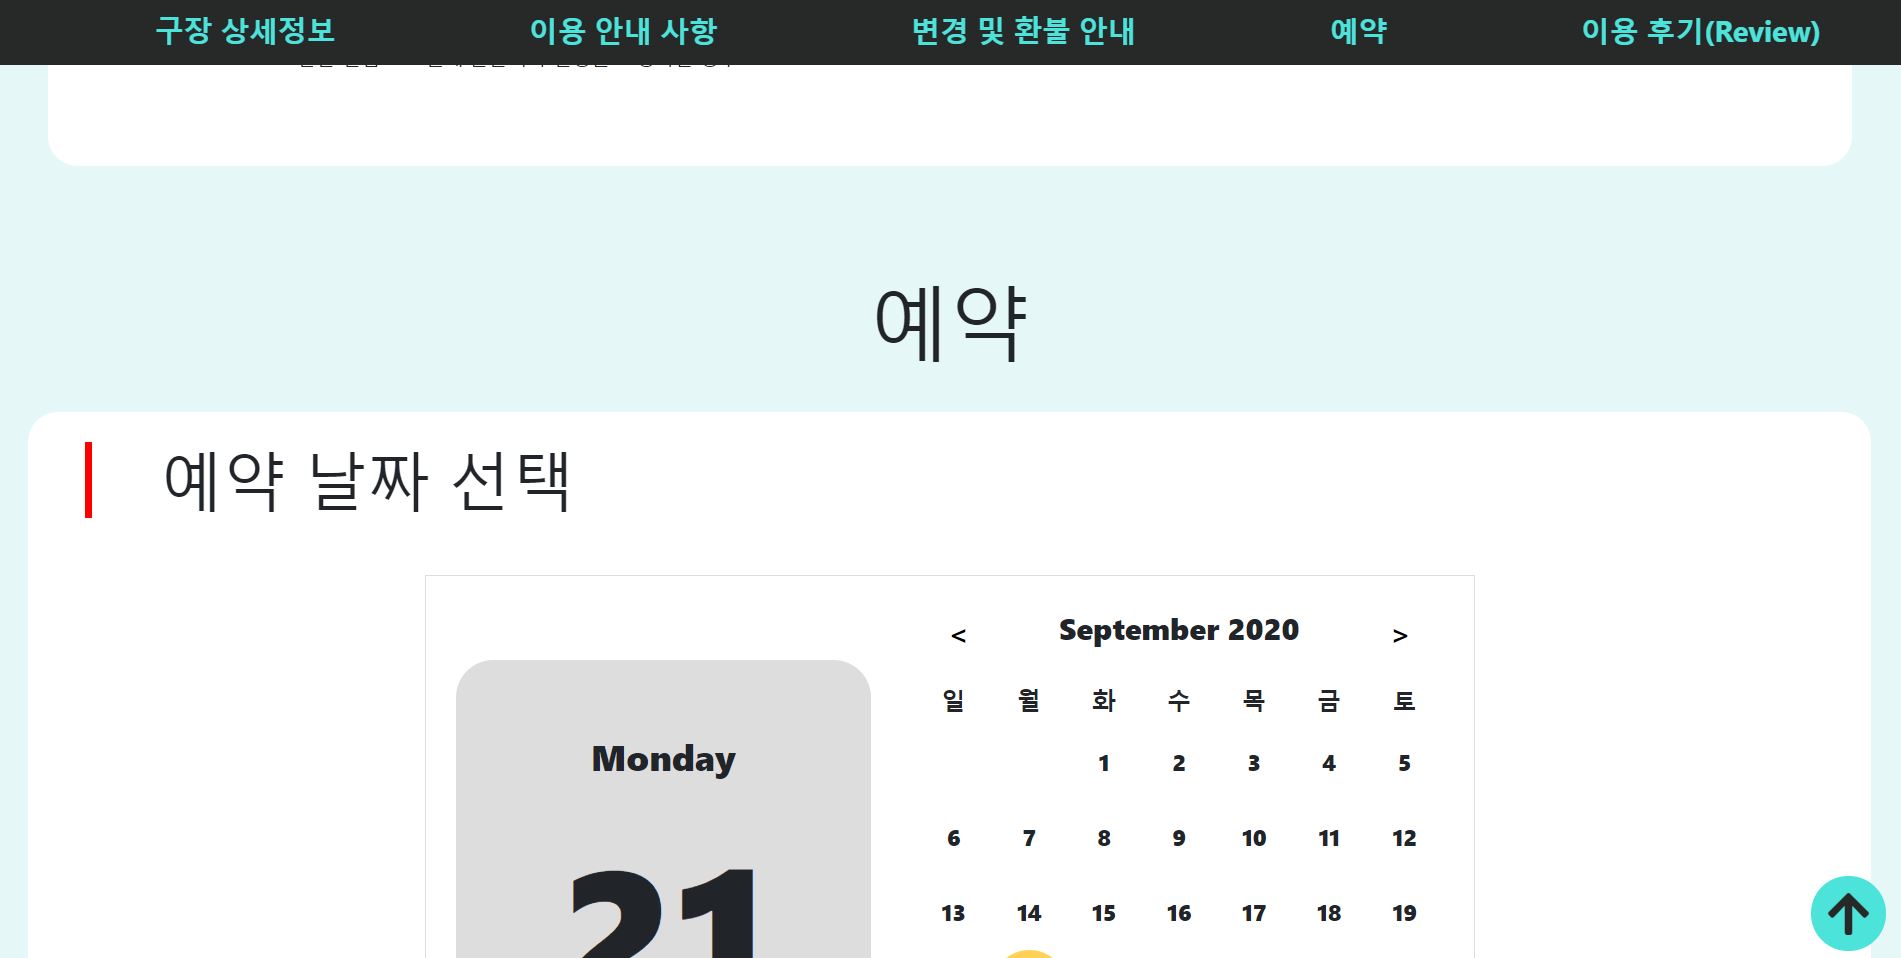 구장 상세정보 이용 안내 사항 변경 및 환불 안내 예약 이용 후기(Review)
예약
예약 날짜 선택
Monday
21
< September 2020 >
일 월 화 수 목 금 토
1 2 3 4 5
6 7 8 9 10 11 12
13 14 15 16 17 18 19